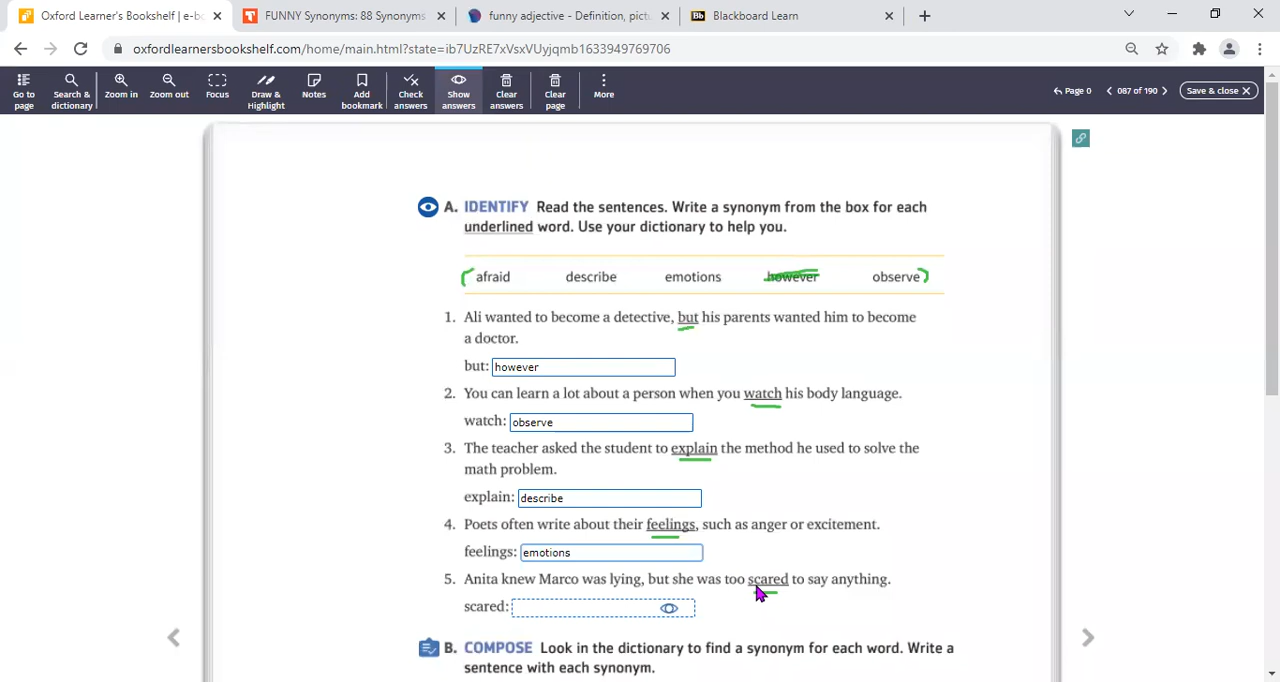 Oxford Learner's Bookshelf | e-bo
FUNNY Synonyms: 88 Synonyms
funny adjective - Definition, pictu
Blackboard Learn
oxfordlearnersbookshelf.com/home/main.html?state=ib7UzRE7xVsxVUyjqmb1633949769706
Go to page
Search & dictionary
Zoom in
Zoom out
Focus
Draw & Highlight
Notes
Add bookmark
Check answers
Show answers
Clear answers
Clear page
More
Page 0
087 of 190
Save & close
A. IDENTIFY Read the sentences. Write a synonym from the box for each
underlined word. Use your dictionary to help you.
afraid describe emotions however observe
1. Ali wanted to become a detective, but his parents wanted him to become
a doctor.
but: however
2. You can learn a lot about a person when you watch his body language.
watch: observe
3. The teacher asked the student to explain the method he used to solve the
math problem.
explain: describe
4. Poets often write about their feelings, such as anger or excitement.
feelings: emotions
5. Anita knew Marco was lying, but she was too scared to say anything.
scared:
B. COMPOSE Look in the dictionary to find a synonym for each word. Write a
sentence with each synonym.